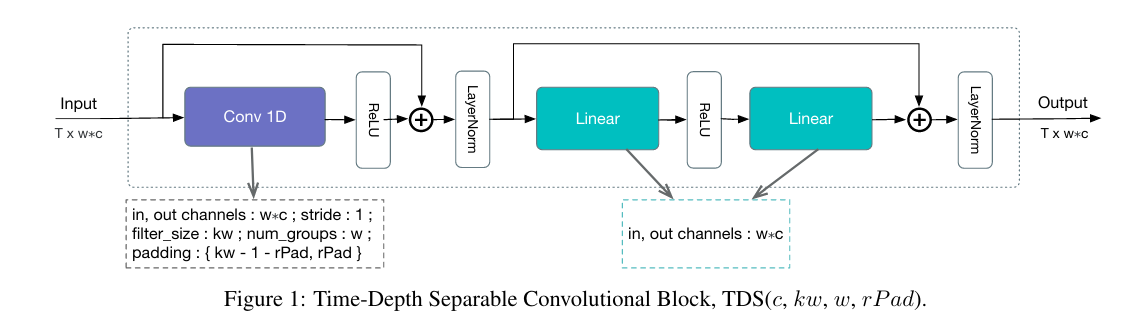 Input
T x w*c
Conv 1D
ReLU
LayerNorm
Linear
ReLU
Linear
LayerNorm
Output
T x w*c
in, out channels : w*c ; stride : 1 ;
filter_size : kw ; num_groups : w ;
padding : { kw - 1 - rPad, rPad }
in, out channels : w*c
Figure 1: Time-Depth Separable Convolutional Block, TDS(c, kw, w, rPad).